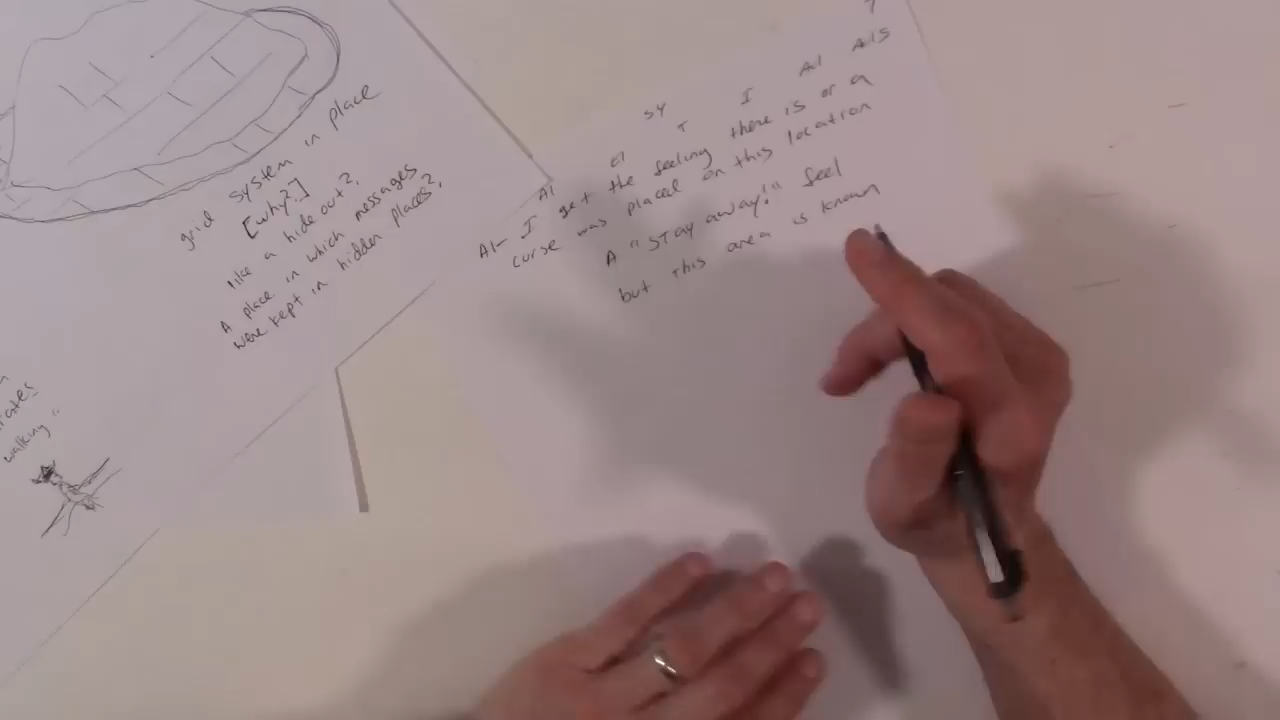 grid system in place
[why?]
like a hide out?,
A place in which messages
were kept in hidden places?,
walking"
SY T I AI AIS
AI EI
AI- I get the feeling there is or a
curse was placed on this location
A "STay away!" feel
but this area is known